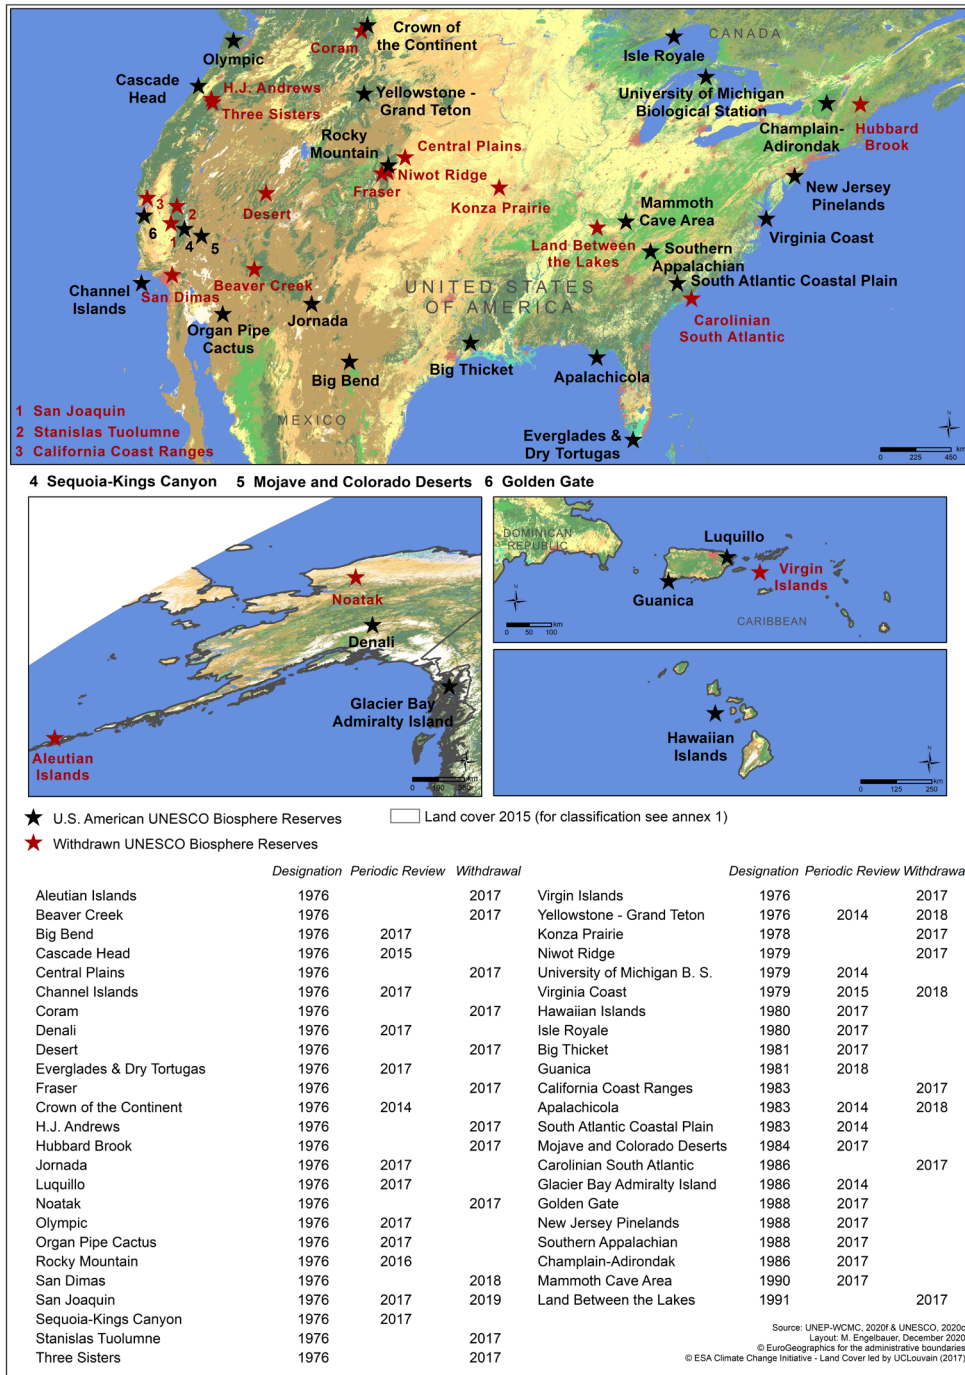 CANADA
Crown of
the Continent
Coram
Olympic
Isle Royale
Cascade
Head
H.J. Andrews
Three Sisters
Yellowstone -
Grand Teton
University of Michigan
Biological Station
Champlain-
Adirondak
Hubbard
Brook
Rocky
Mountain
Central Plains
Niwot Ridge
Fraser
Konza Prairie
Desert
Mammoth
Cave Area
New Jersey
Pinelands
Virginia Coast
Land Between
the Lakes
Southern
Appalachian
South Atlantic Coastal Plain
Carolinian
South Atlantic
3
2
6
1
4
5
Channel
Islands
San Dimas
Beaver Creek
UNITED STATES
OF AMERICA
Organ Pipe
Cactus
Jornada
Big Bend
Big Thicket
Apalachicola
MEXICO
Everglades &
Dry Tortugas
1 San Joaquin
2 Stanislas Tuolumne
3 California Coast Ranges
N
km
0 225 450
4 Sequoia-Kings Canyon 5 Mojave and Colorado Deserts 6 Golden Gate
Noatak
Denali
Glacier Bay
Admiralty Island
Aleutian
Islands
N
km
0 190 380
DOMINICAN
REPUBLIC
Luquillo
Guanica
Virgin
Islands
CARIBBEAN
N
km
0 50 100
Hawaiian
Islands
N
km
0 125 250
U.S. American UNESCO Biosphere Reserves
Land cover 2015 (for classification see annex 1)
Withdrawn UNESCO Biosphere Reserves
Designation Periodic Review Withdrawal
Aleutian Islands 1976 2017
Beaver Creek 1976 2017
Big Bend 1976 2017
Cascade Head 1976 2015
Central Plains 1976 2017
Channel Islands 1976 2017
Coram 1976 2017
Denali 1976 2017
Desert 1976 2017
Everglades & Dry Tortugas 1976 2017
Fraser 1976 2017
Crown of the Continent 1976 2014
H.J. Andrews 1976 2017
Hubbard Brook 1976 2017
Jornada 1976 2017
Luquillo 1976 2017
Noatak 1976 2017
Olympic 1976 2017
Organ Pipe Cactus 1976 2017
Rocky Mountain 1976 2016
San Dimas 1976 2018
San Joaquin 1976 2017 2019
Sequoia-Kings Canyon 1976 2017
Stanislas Tuolumne 1976 2017
Three Sisters 1976 2017
Designation Periodic Review Withdrawa
Virgin Islands 1976 2017
Yellowstone - Grand Teton 1976 2014 2018
Konza Prairie 1978 2017
Niwot Ridge 1979 2017
University of Michigan B. S. 1979 2014
Virginia Coast 1979 2015 2018
Hawaiian Islands 1980 2017
Isle Royale 1980 2017
Big Thicket 1981 2017
Guanica 1981 2018
California Coast Ranges 1983 2017
Apalachicola 1983 2014 2018
South Atlantic Coastal Plain 1983 2014
Mojave and Colorado Deserts 1984 2017
Carolinian South Atlantic 1986 2017
Glacier Bay Admiralty Island 1986 2014
Golden Gate 1988 2017
New Jersey Pinelands 1988 2017
Southern Appalachian 1988 2017
Champlain-Adirondak 1986 2017
Mammoth Cave Area 1990 2017
Land Between the Lakes 1991 2017
Source: UNEP-WCMC, 2020f & UNESCO, 2020c
Layout: M. Engelbauer, December 2020
© EuroGeographics for the administrative boundaries
© ESA Climate Change Initiative - Land Cover led by UCLouvain (2017)